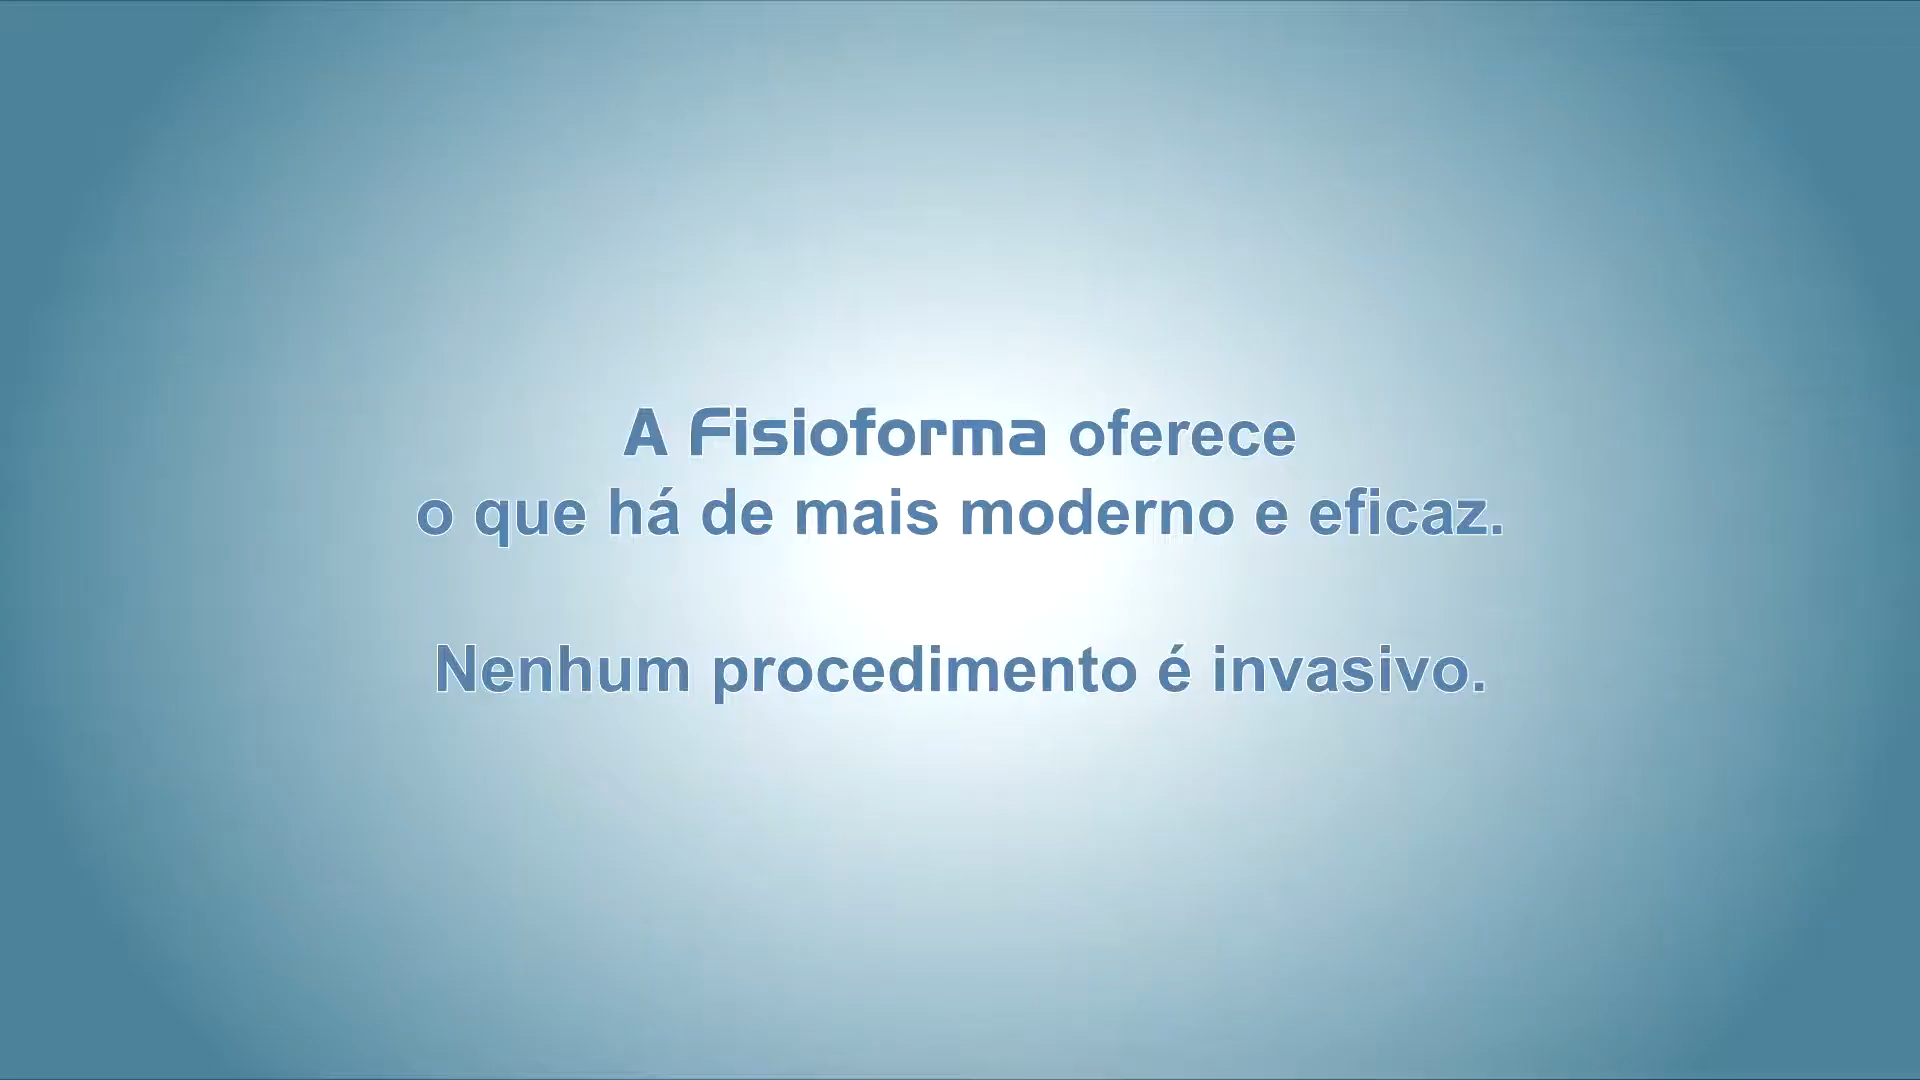 A Fisioforma oferece
o que há de mais moderno e eficaz.
Nenhum procedimento é invasivo.